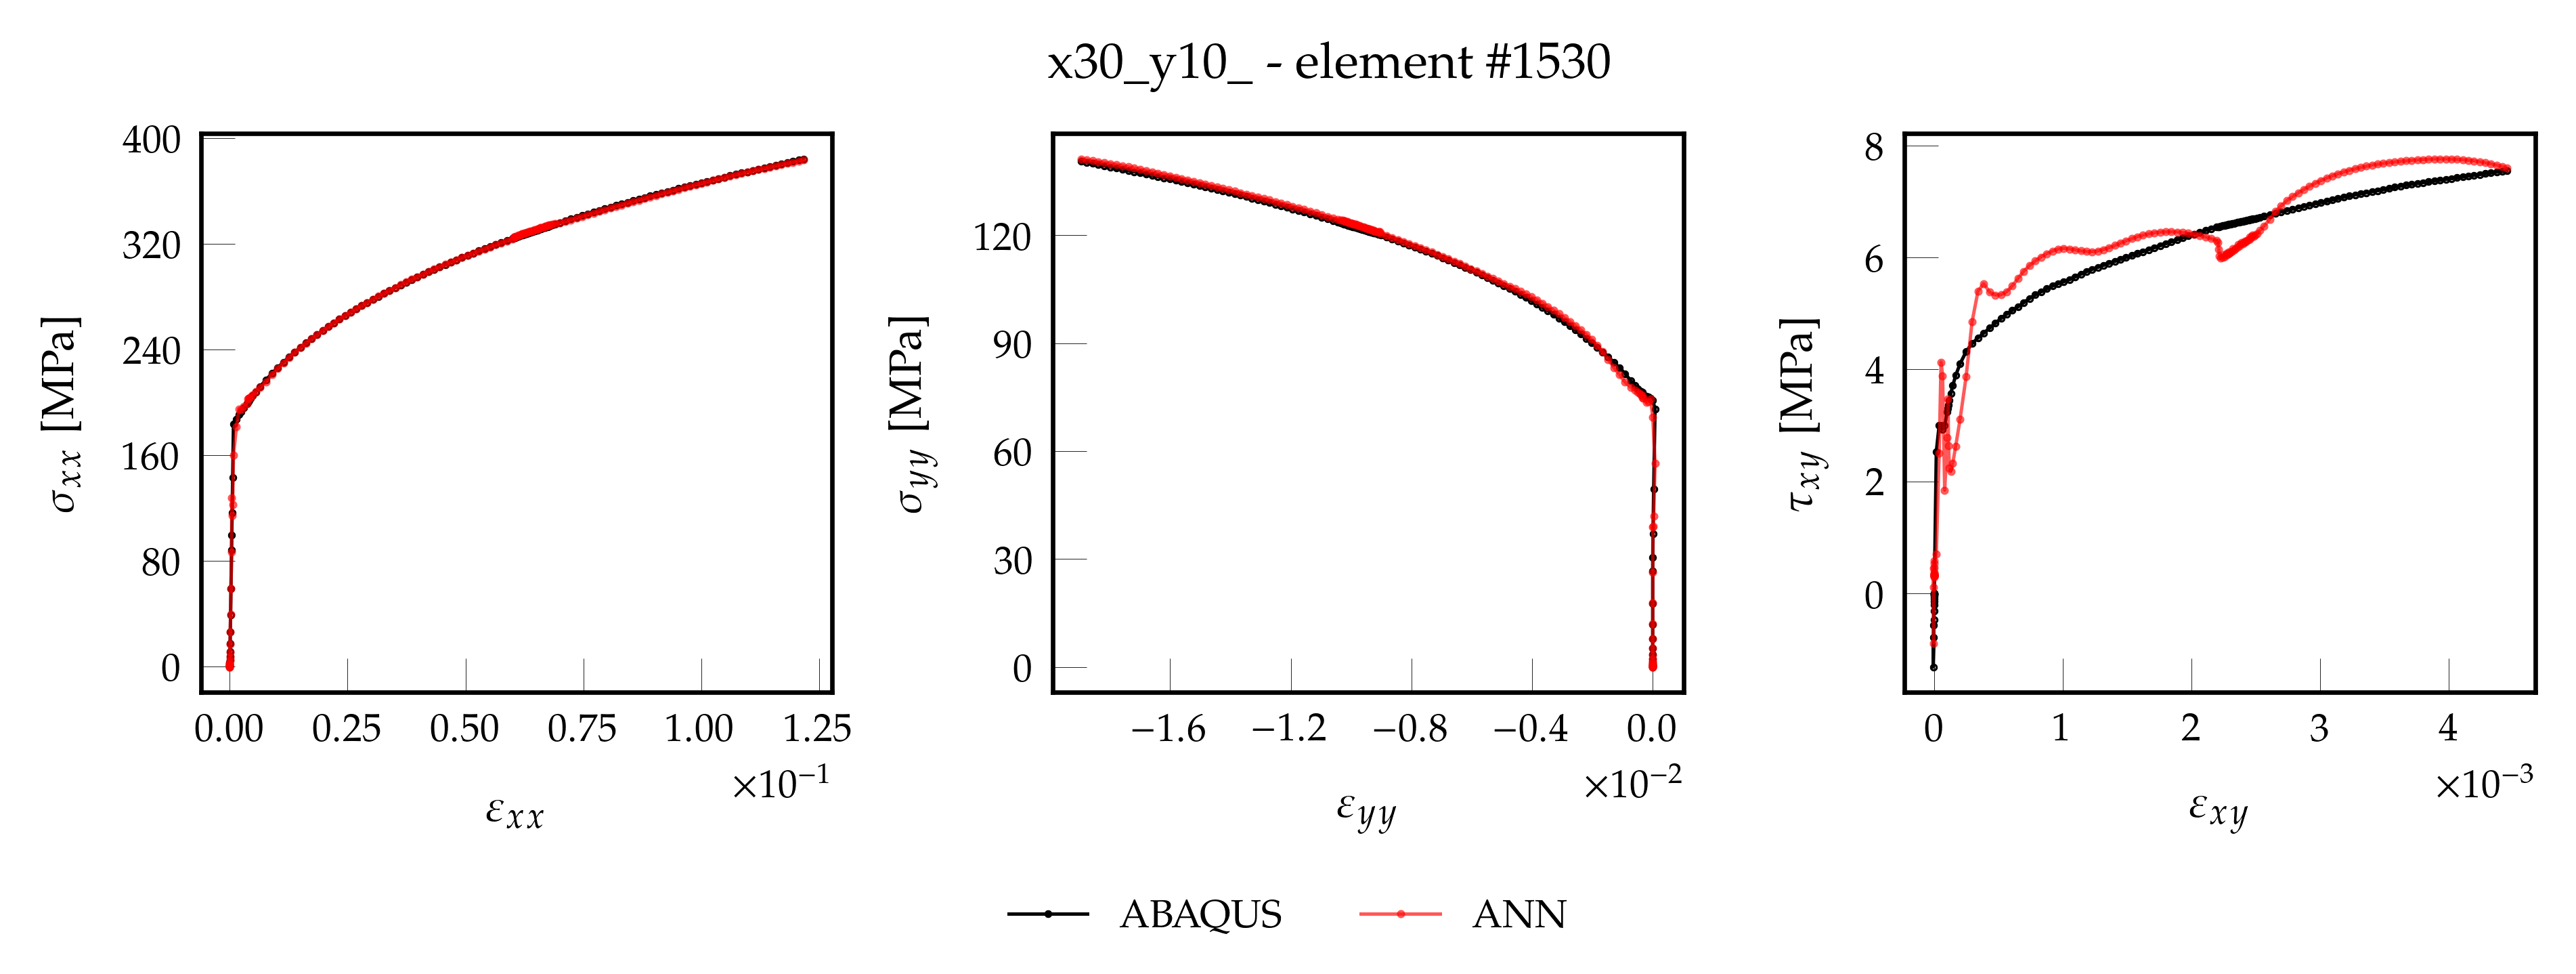 x30_y10_ - element #1530
400
320
240
160
80
0
σxx [MPa]
0.00 0.25 0.50 0.75 1.00 1.25
×10−1
εxx
120
90
60
30
0
σyy [MPa]
−1.6 −1.2 −0.8 −0.4 0.0
×10−2
εyy
8
6
4
2
0
τxy [MPa]
0 1 2 3 4
×10−3
εxy
ABAQUS ANN